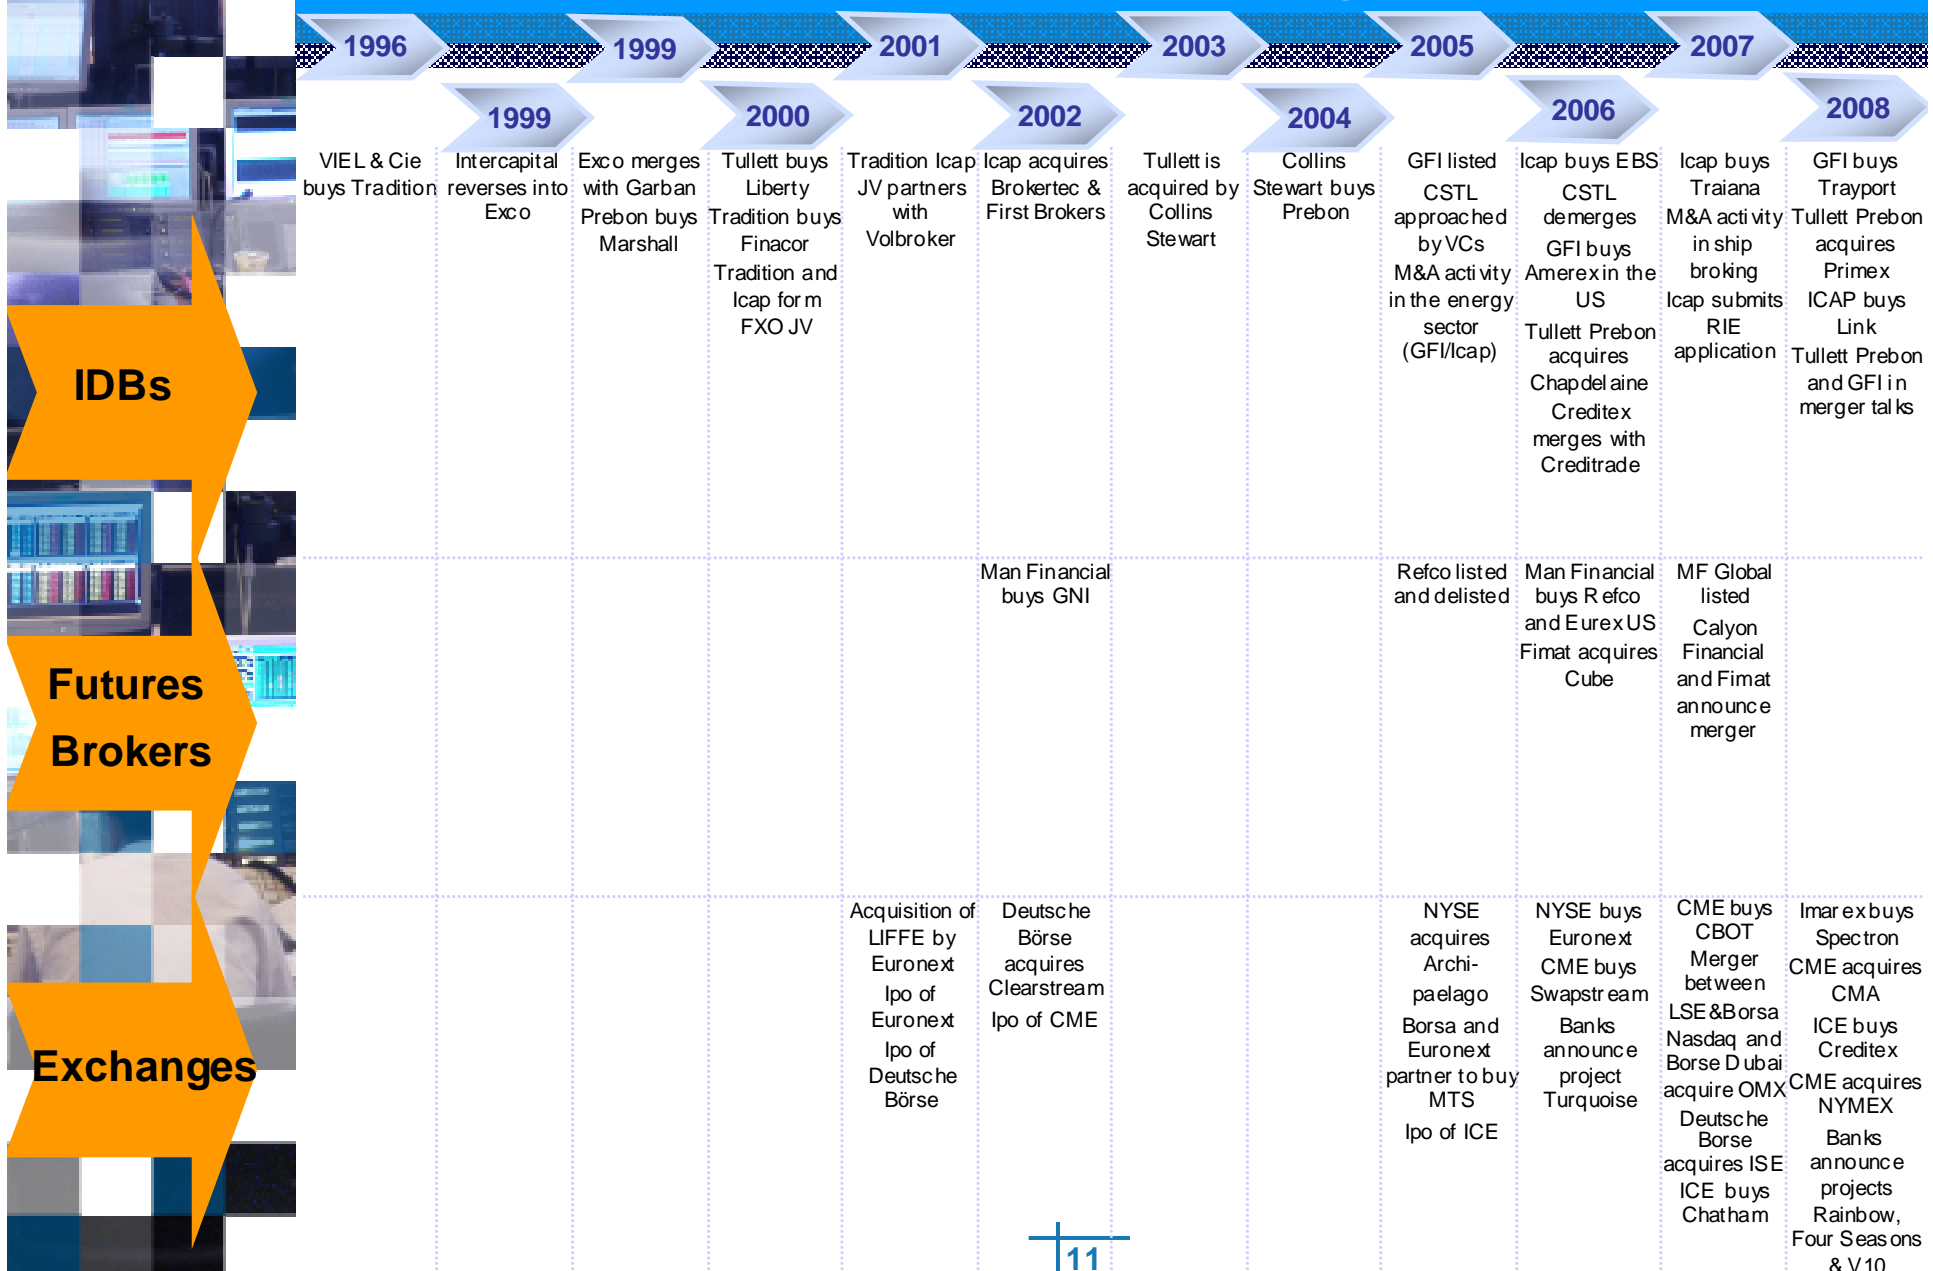 1996
1999
2001
2003
2005
2007
1999
2000
2002
2004
2006
2008
IDBs
VIEL & Cie
buys Tradition
Intercapital
reverses into
Exco
Exco merges
with Garban
Prebon buys
Marshall
Tullett buys
Liberty
Tradition buys
Finacor
Tradition and
Icap form
FXO JV
Tradition Icap
JV partners
with
Volbroker
Icap acquires
Brokertec &
First Brokers
Tullett is
acquired by
Collins
Stewart
Collins
Stewart buys
Prebon
GFI listed
CSTL
approached
by VCs
M&A activity
in the energy
sector
(GFI/Icap)
Icap buys EBS
CSTL
demerges
GFI buys
Amerex in the
US
Tullett Prebon
acquires
Chapdelaine
Creditex
merges with
Creditrade
Icap buys
Traiana
M&A activity
in ship
broking
Icap submits
RIE
application
GFI buys
Trayport
Tullett Prebon
acquires
Primex
ICAP buys
Link
Tullett Prebon
and GFI in
merger talks
Futures
Brokers
Man Financial
buys GNI
Refco listed
and delisted
Man Financial
buys Refco
and Eurex US
Fimat acquires
Cube
MF Global
listed
Calyon
Financial
and Fimat
announce
merger
Exchanges
Acquisition of
LIFFE by
Euronext
Ipo of
Euronext
Ipo of
Deutsche
Börse
Deutsche
Börse
acquires
Clearstream
Ipo of CME
NYSE
acquires
Archi-
paelago
Borsa and
Euronext
partner to buy
MTS
Ipo of ICE
NYSE buys
Euronext
CME buys
Swapstream
Banks
announce
project
Turquoise
CME buys
CBOT
Merger
between
LSE&Borsa
Nasdaq and
Borse Dubai
acquire OMX
Deutsche
Borse
acquires ISE
ICE buys
Chatham
Imarex buys
Spectron
CME acquires
CMA
ICE buys
Creditex
CME acquires
NYMEX
Banks
announce
projects
Rainbow,
Four Seasons
& V10
11